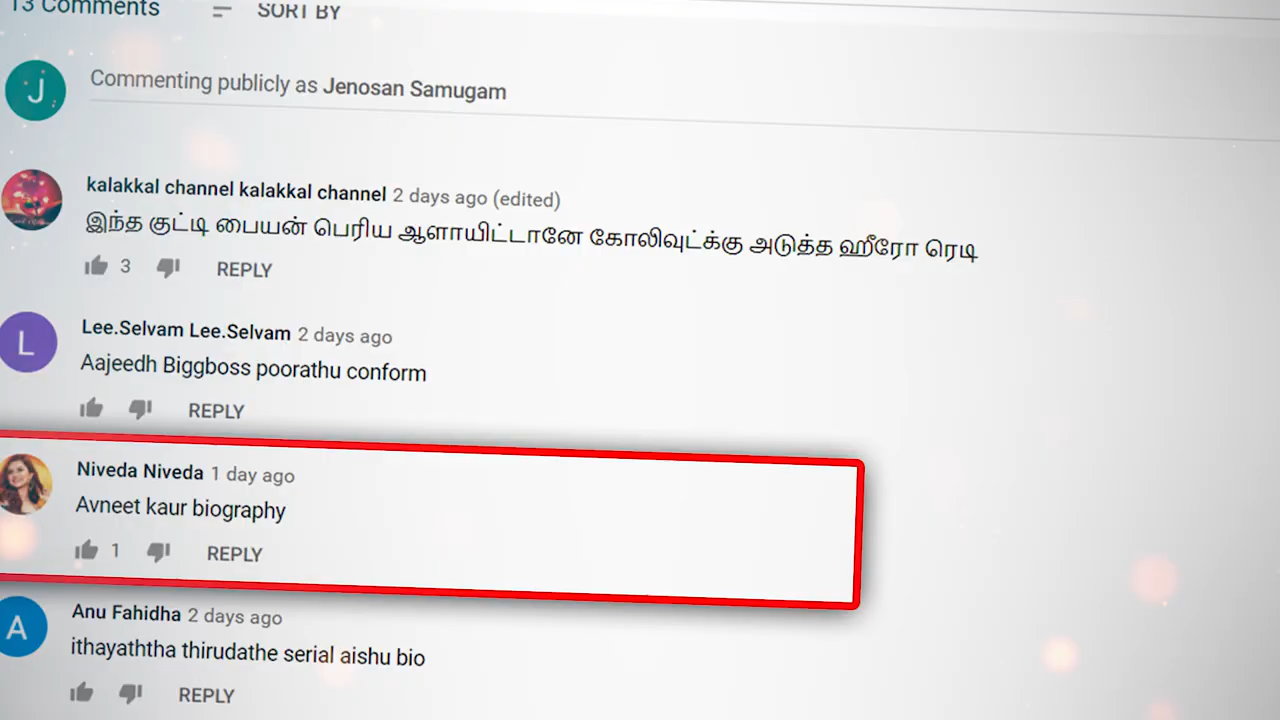 13 Comments
SORT BY
J
Commenting publicly as Jenosan Samugam
kalakkal channel kalakkal channel 2 days ago (edited)
இந்த குட்டி பையன் பெரிய ஆளாயிட்டானே கோலிவுட்க்கு அடுத்த ஹீரோ ரெடி
3 REPLY
L
Lee.Selvam Lee.Selvam 2 days ago
Aajeedh Biggboss poorathu conform
REPLY
Niveda Niveda 1 day ago
Avneet kaur biography
1 REPLY
A
Anu Fahidha 2 days ago
ithayaththa thirudathe serial aishu bio
REPLY